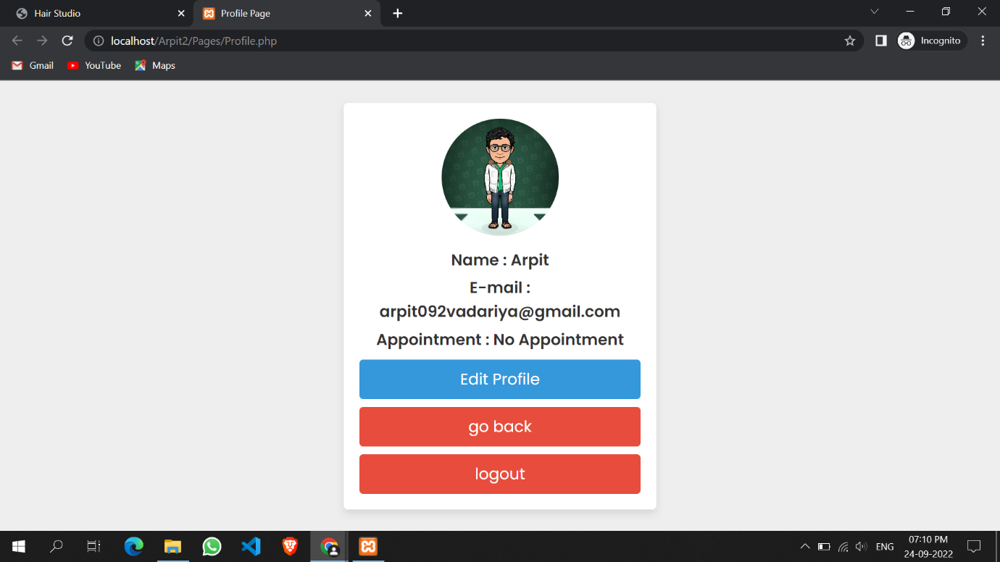 Hair Studio
Profile Page
localhost/Arpit2/Pages/Profile.php
Incognito
Gmail
YouTube
Maps
Name : Arpit
E-mail :
arpit092vadariya@gmail.com
Appointment : No Appointment
Edit Profile
go back
logout
ENG
07:10 PM
24-09-2022